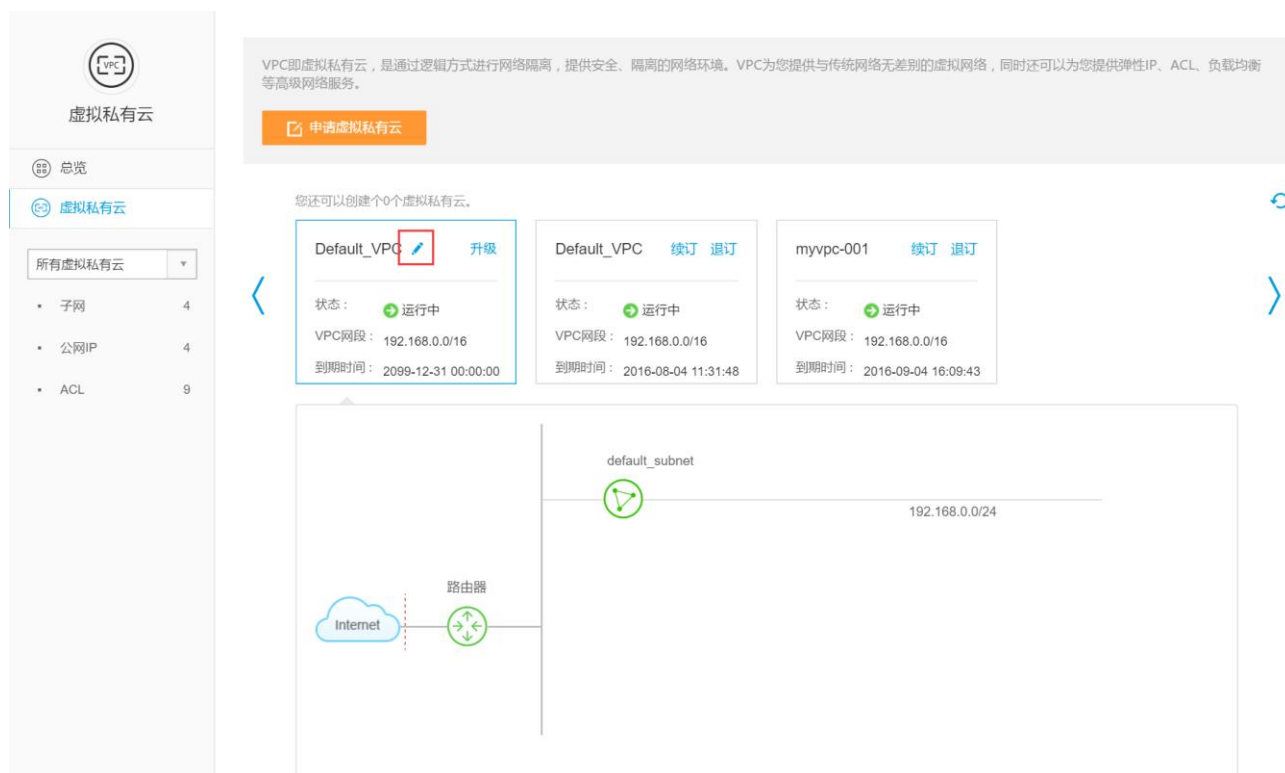 VPC
虚拟私有云
总览
虚拟私有云
所有虚拟私有云
子网 4
公网IP 4
ACL 9
VPC即虚拟私有云，是通过逻辑方式进行网络隔离，提供安全、隔离的网络环境。VPC为您提供与传统网络无差别的虚拟网络，同时还可以为您提供弹性IP、ACL、负载均衡
等高级网络服务。
申请虚拟私有云
您还可以创建个0个虚拟私有云。
Default_VPC 升级
状态： 运行中
VPC网段： 192.168.0.0/16
到期时间： 2099-12-31 00:00:00
Default_VPC 续订 退订
状态： 运行中
VPC网段： 192.168.0.0/16
到期时间： 2016-08-04 11:31:48
myvpc-001 续订 退订
状态： 运行中
VPC网段： 192.168.0.0/16
到期时间： 2016-09-04 16:09:43
default_subnet
192.168.0.0/24
路由器
Internet